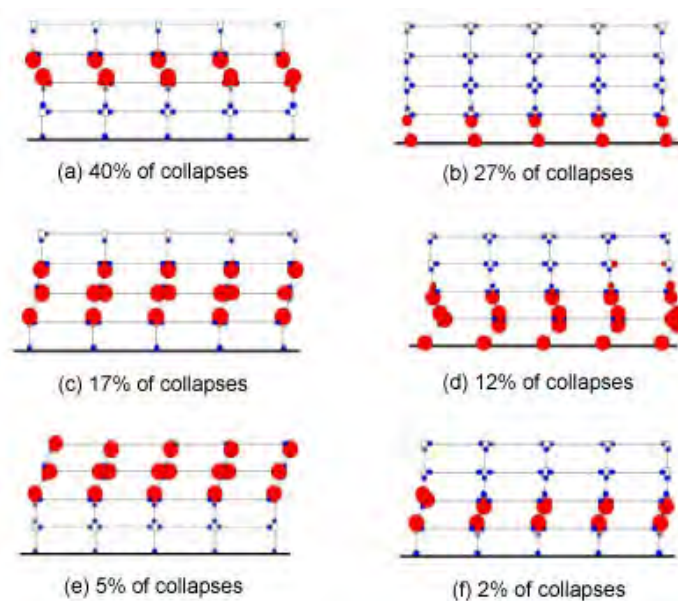 (a) 40% of collapses
(b) 27% of collapses
(c) 17% of collapses
(d) 12% of collapses
(e) 5% of collapses
(f) 2% of collapses